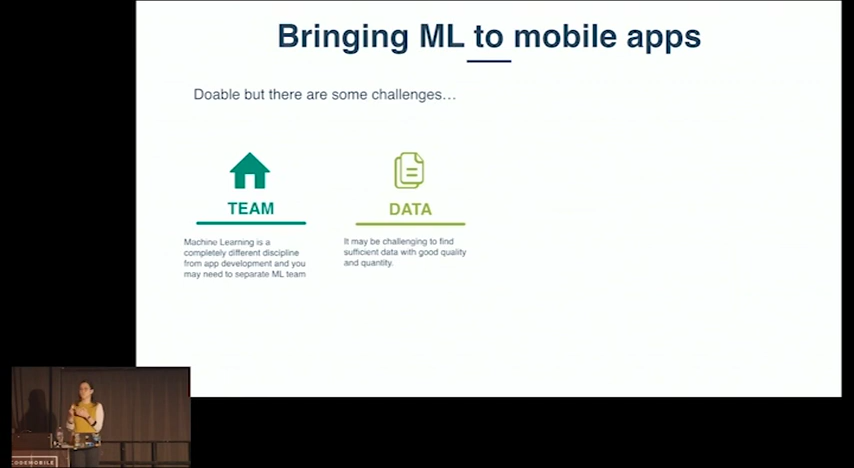 Bringing ML to mobile apps
Doable but there are some challenges…
TEAM
Machine Learning is a
completely different discipline
from app development and you
may need to separate ML team
DATA
It may be challenging to find
sufficient data with good quality
and quantity.
CODEMOBILE